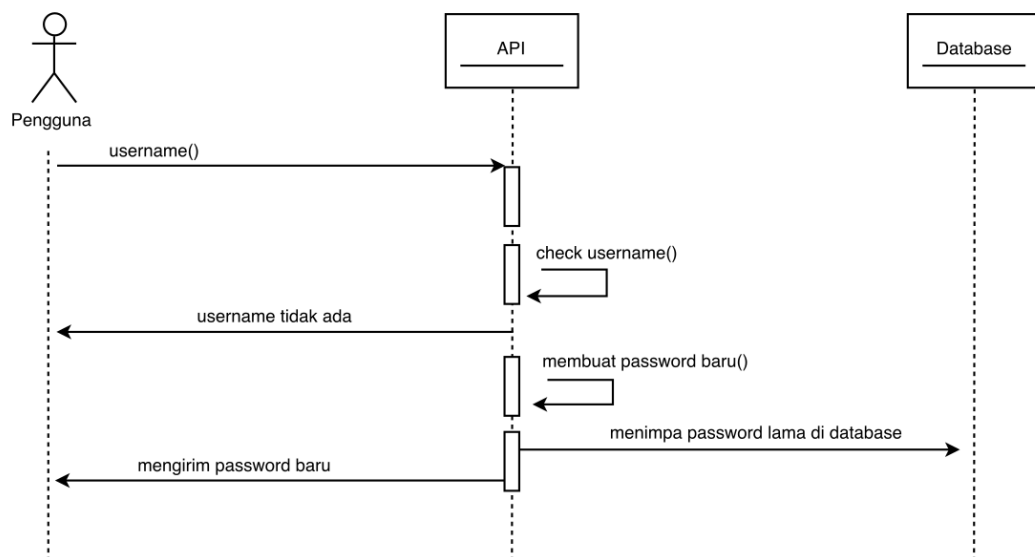 API
Database
Pengguna
username()
check username()
username tidak ada
membuat password baru()
menimpa password lama di database
mengirim password baru